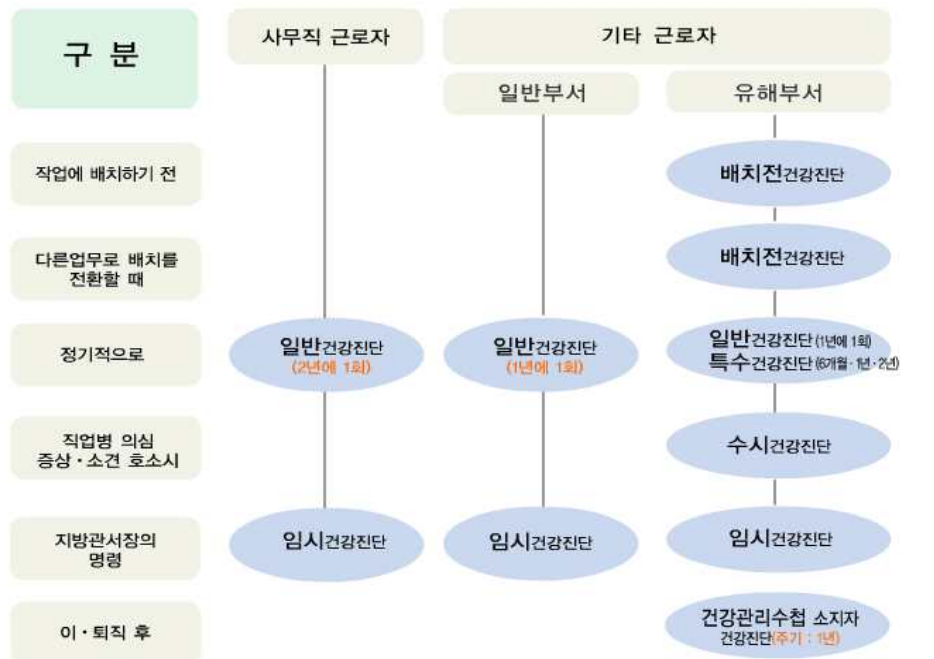 구 분
사무직 근로자
기타 근로자
일반부서
유해부서
작업에 배치하기 전
배치전건강진단
다른업무로 배치를
전환할 때
배치전건강진단
정기적으로
일반건강진단
(2년에 1회)
일반건강진단
(1년에 1회)
일반건강진단(1년에 1회)
특수건강진단(6개월·1년·2년)
직업병 의심
증상·소견 호소시
수시건강진단
지방관서장의
명령
임시건강진단
임시건강진단
임시건강진단
이·퇴직 후
건강관리수첩 소지자
건강진단(주기 : 1년)